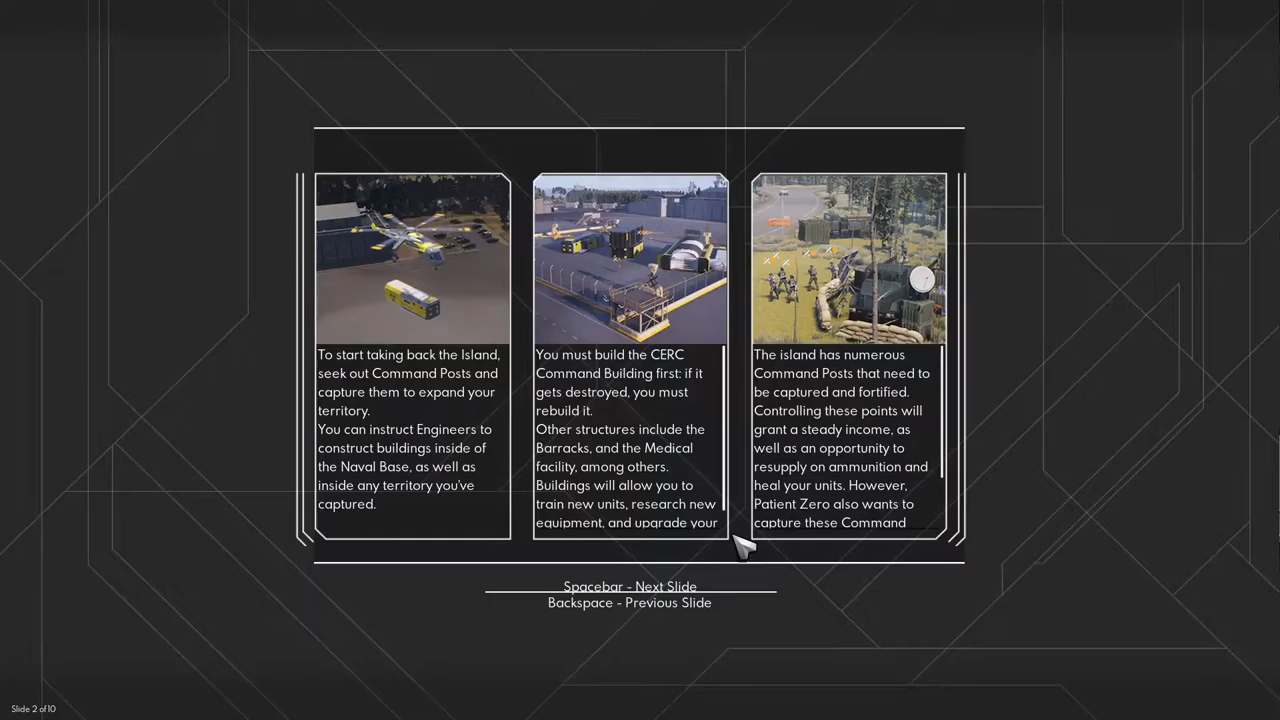 To start taking back the Island,
seek out Command Posts and
capture them to expand your
territory.
You can instruct Engineers to
construct buildings inside of
the Naval Base, as well as
inside any territory you've
captured.
You must build the CERC
Command Building first: if it
gets destroyed, you must
rebuild it.
Other structures include the
Barracks, and the Medical
facility, among others.
Buildings will allow you to
train new units, research new
equipment, and upgrade your
The island has numerous
Command Posts that need to
be captured and fortified.
Controlling these points will
grant a steady income, as
well as an opportunity to
resupply on ammunition and
heal your units. However,
Patient Zero also wants to
capture these Command
Spacebar - Next Slide
Backspace - Previous Slide
Slide 2 of 10